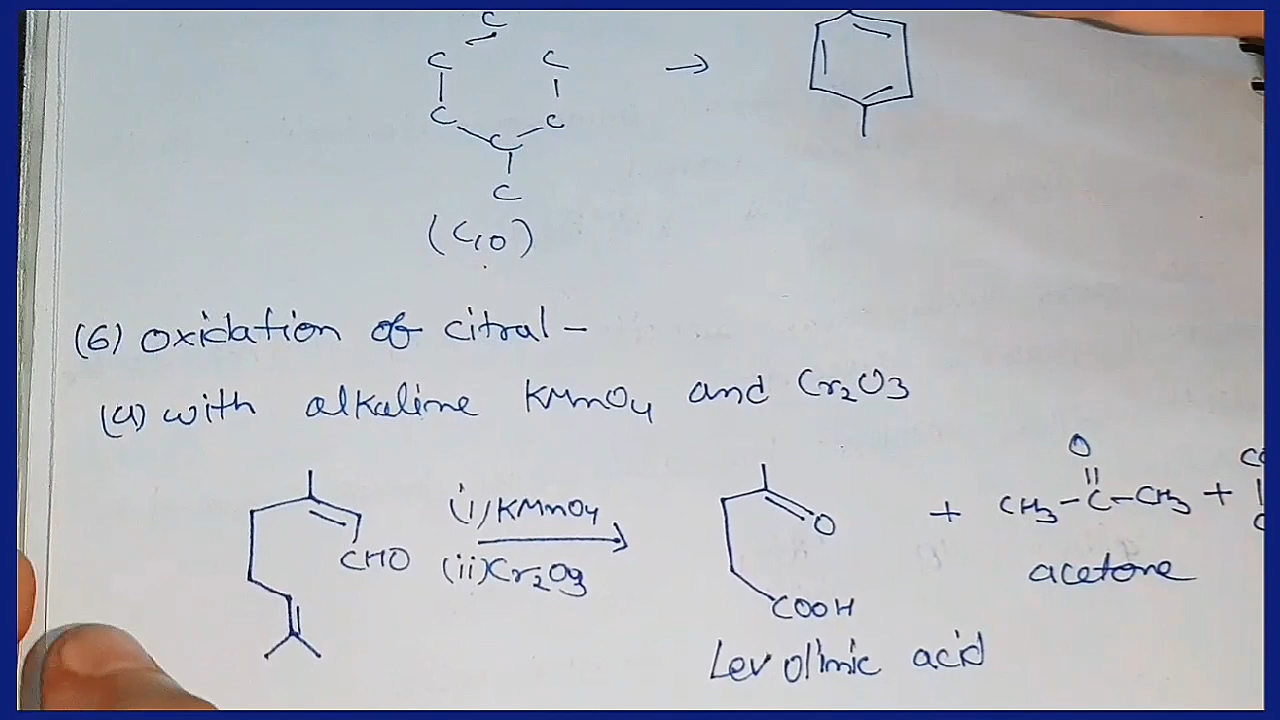 C
C C →
C C
C
C
(C10)
(6) oxidation of citral –
(a) with alkaline KMnO4 and Cr2O3
O
(i) KMnO4 + CH3–C–CH3 +
CHO (ii) Cr2O3 O acetone
COOH
Levolinic acid